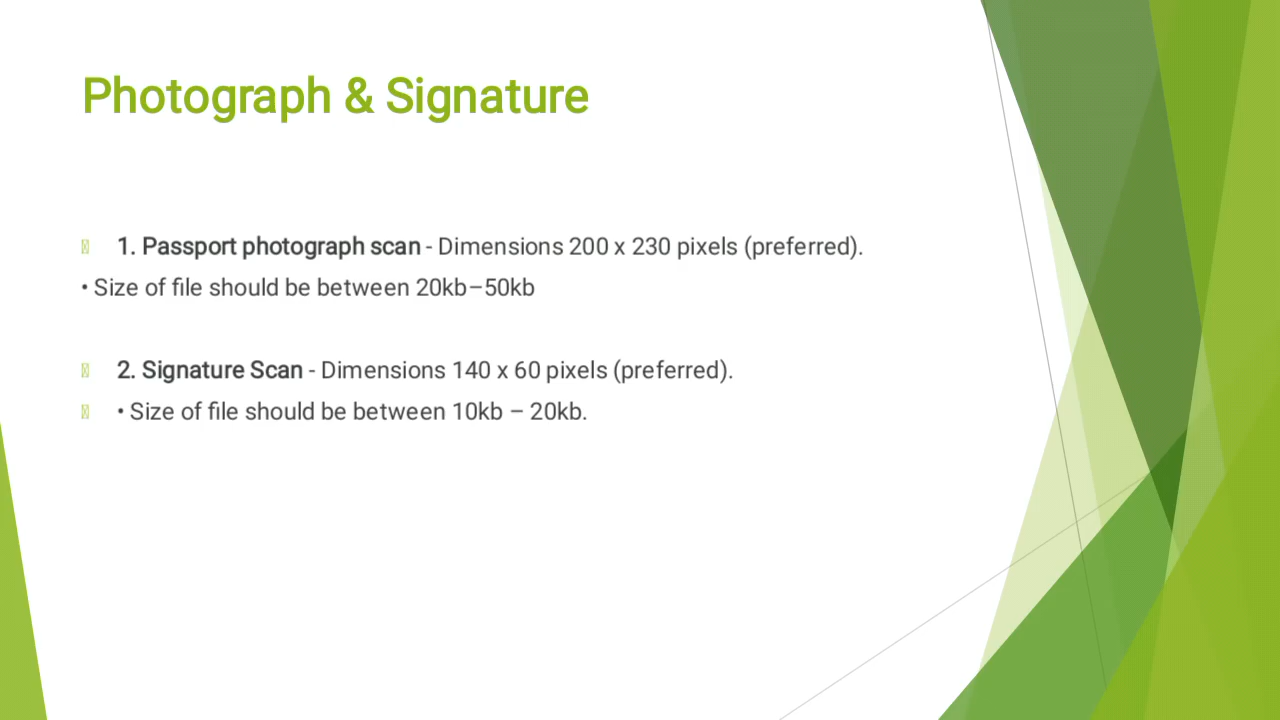 Photograph & Signature
1. Passport photograph scan - Dimensions 200 x 230 pixels (preferred).
• Size of file should be between 20kb–50kb
2. Signature Scan - Dimensions 140 x 60 pixels (preferred).
• Size of file should be between 10kb – 20kb.